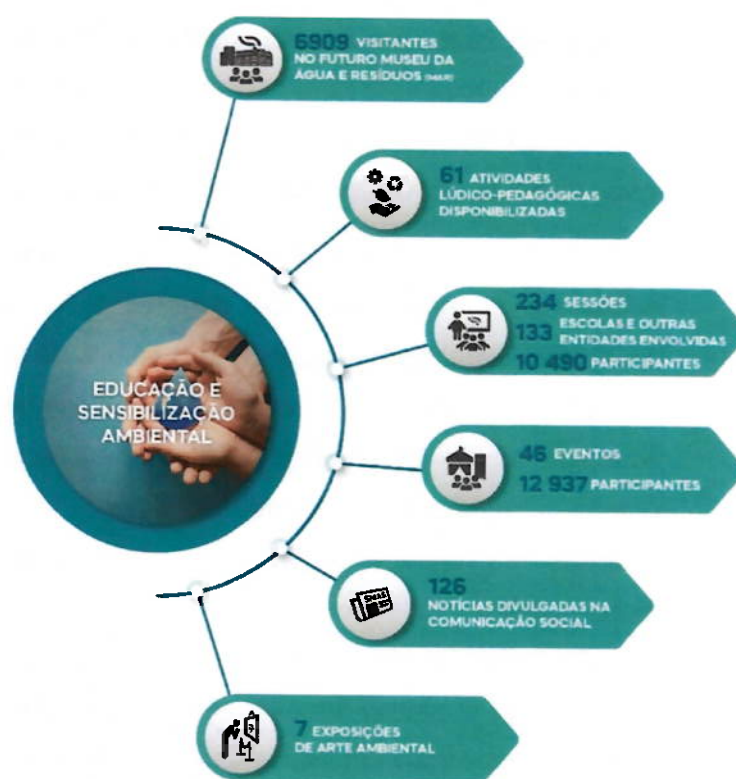 6909 VISITANTES
NO FUTURO MUSEU DA
ÁGUA E RESÍDUOS (MAR)
61 ATIVIDADES
LÚDICO-PEDAGÓGICAS
DISPONIBILIZADAS
234 SESSÕES
133 ESCOLAS E OUTRAS
ENTIDADES ENVOLVIDAS
10 490 PARTICIPANTES
EDUCAÇÃO E
SENSIBILIZAÇÃO
AMBIENTAL
46 EVENTOS
12 937 PARTICIPANTES
126
NOTÍCIAS DIVULGADAS NA
COMUNICAÇÃO SOCIAL
7 EXPOSIÇÕES
DE ARTE AMBIENTAL